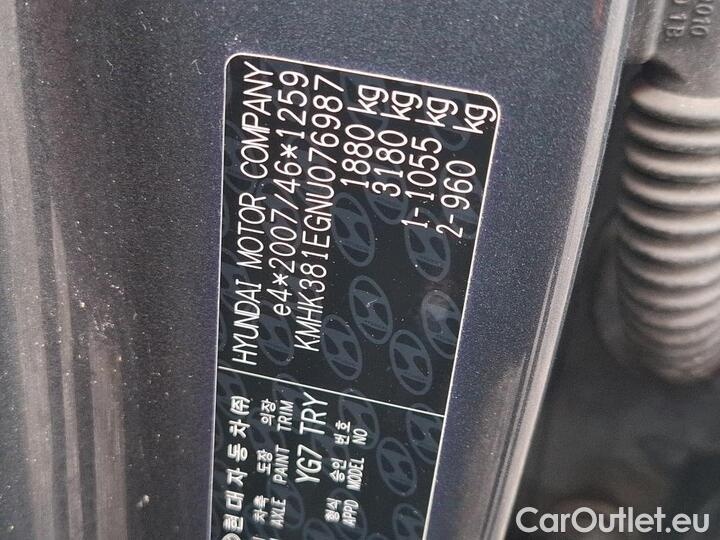 HYUNDAI MOTOR COMPANY
e4*2007/46*1259
KMHK381EGNU076987
1880 kg
3180 kg
1-1055 kg
2-960 kg
현대자동차(주)
차축 도장 의장
AXLE PAINT TRIM
YG7 TRY
형식 승인 번호
APPD MODEL NO
CarOutlet.eu